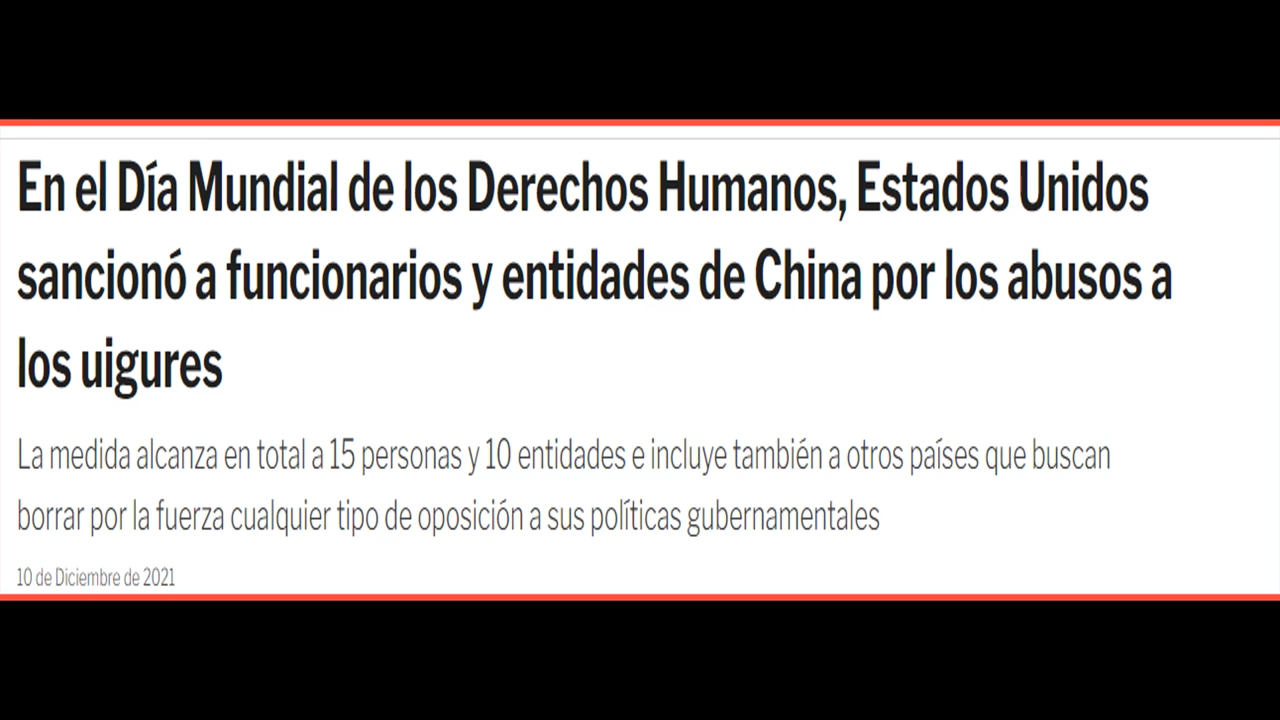 En el Día Mundial de los Derechos Humanos, Estados Unidos
sancionó a funcionarios y entidades de China por los abusos a
los uigures
La medida alcanza en total a 15 personas y 10 entidades e incluye también a otros países que buscan
borrar por la fuerza cualquier tipo de oposición a sus políticas gubernamentales
10 de Diciembre de 2021